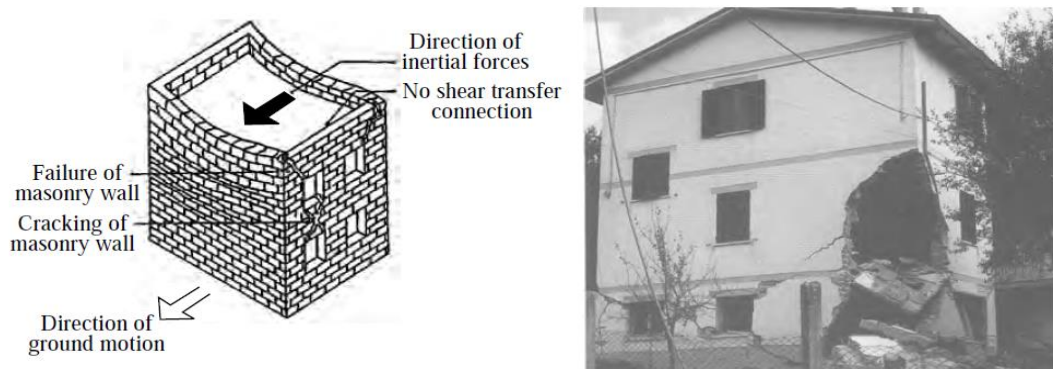 Direction of
inertial forces
No shear transfer
connection
Failure of
masonry wall
Cracking of
masonry wall
Direction of
ground motion